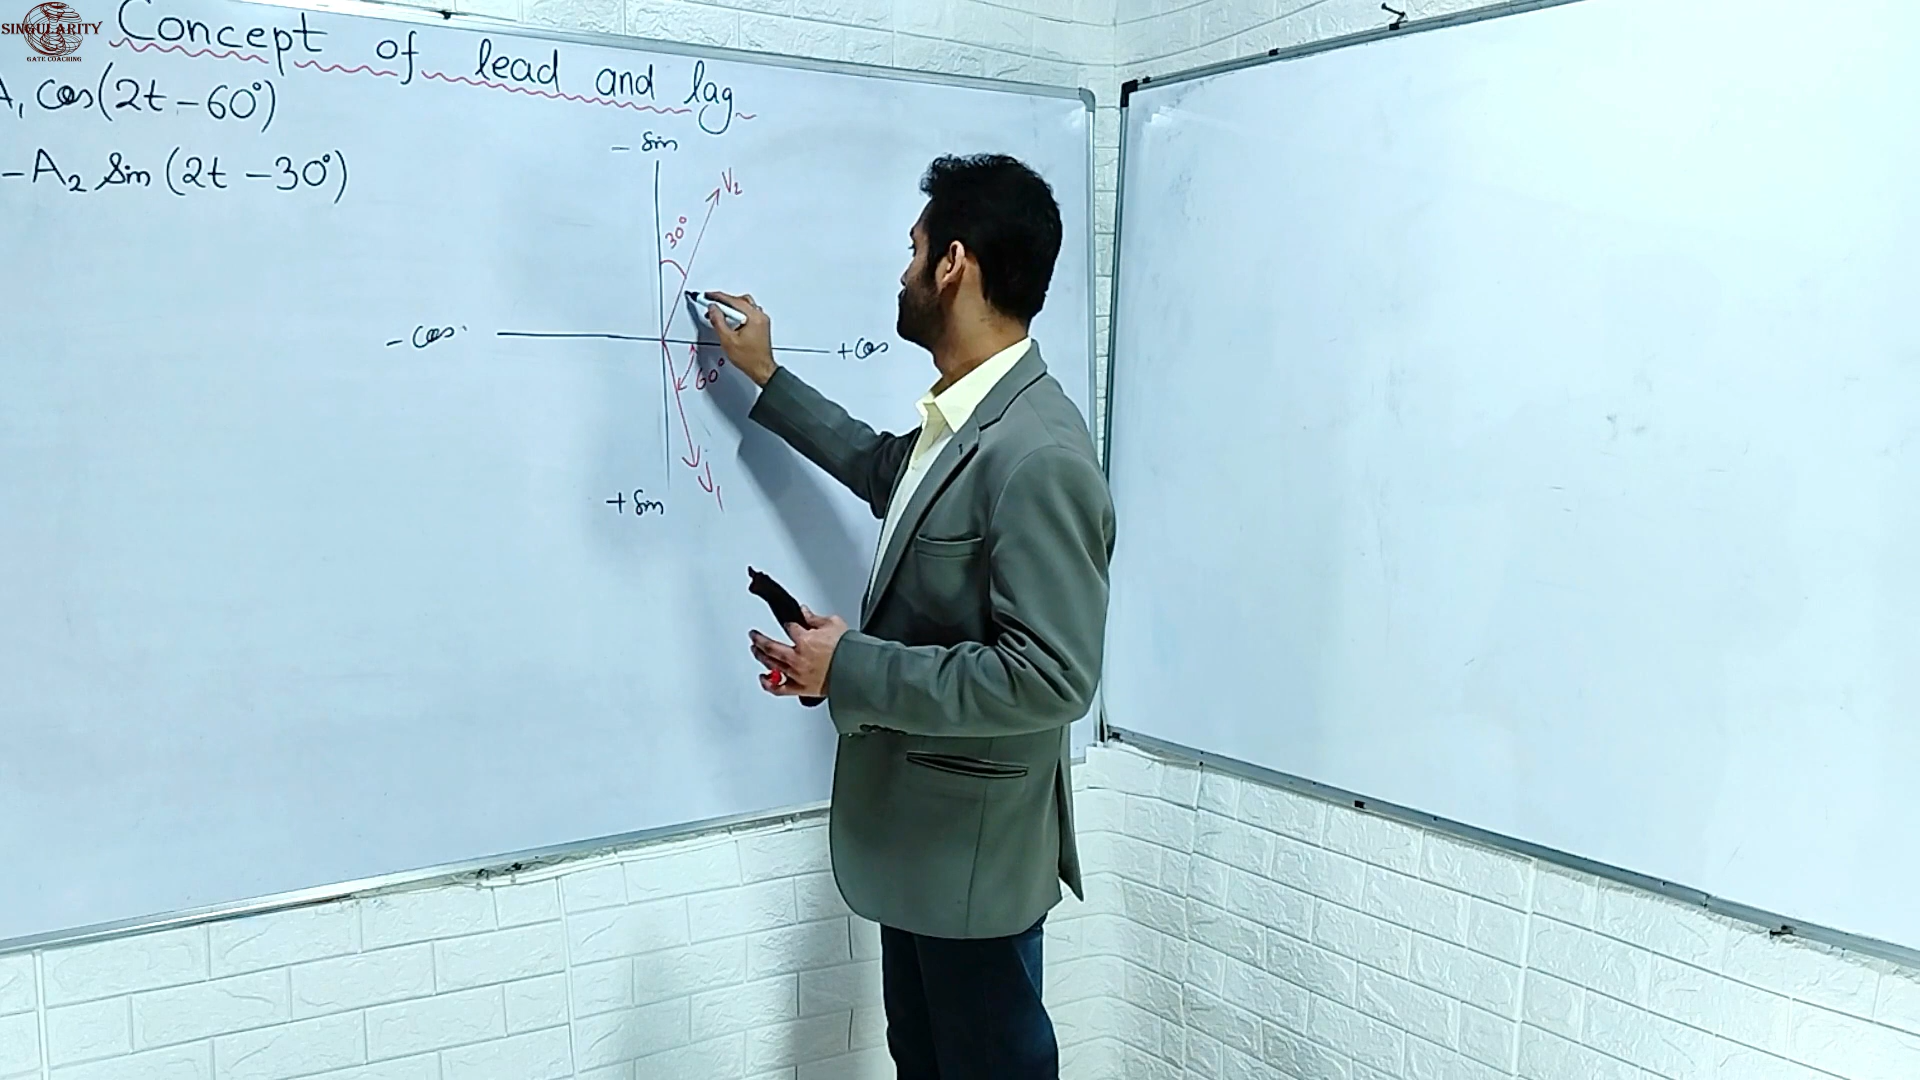 SINGULARITY
GATE COACHING
Concept of lead and lag
A₁ cos(2t - 60°)
- A₂ Sin (2t - 30°)
- Sin
V₂
30°
- Cos
+ Cos
60°
V₁
+ Sin